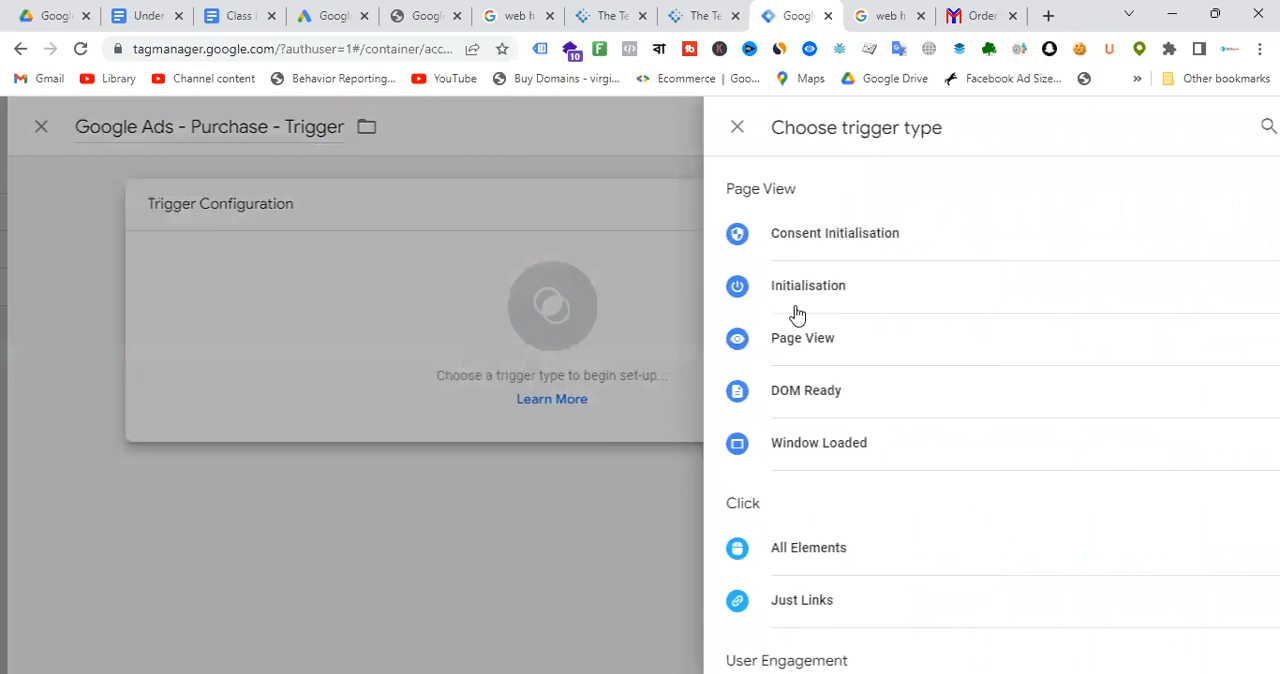 Googl
Under
Class
Googl
Googl
web h
The Te
The Te
Googl
web h
Order
tagmanager.google.com/?authuser=1#/container/acc...
10
বা
Gmail
Library
Channel content
Behavior Reporting...
YouTube
Buy Domains - virgi...
Ecommerce | Goo...
Maps
Google Drive
Facebook Ad Size...
»
Other bookmarks
Google Ads - Purchase - Trigger
Trigger Configuration
Choose a trigger type to begin set-up...
Learn More
Choose trigger type
Page View
Consent Initialisation
Initialisation
Page View
DOM Ready
Window Loaded
Click
All Elements
Just Links
User Engagement